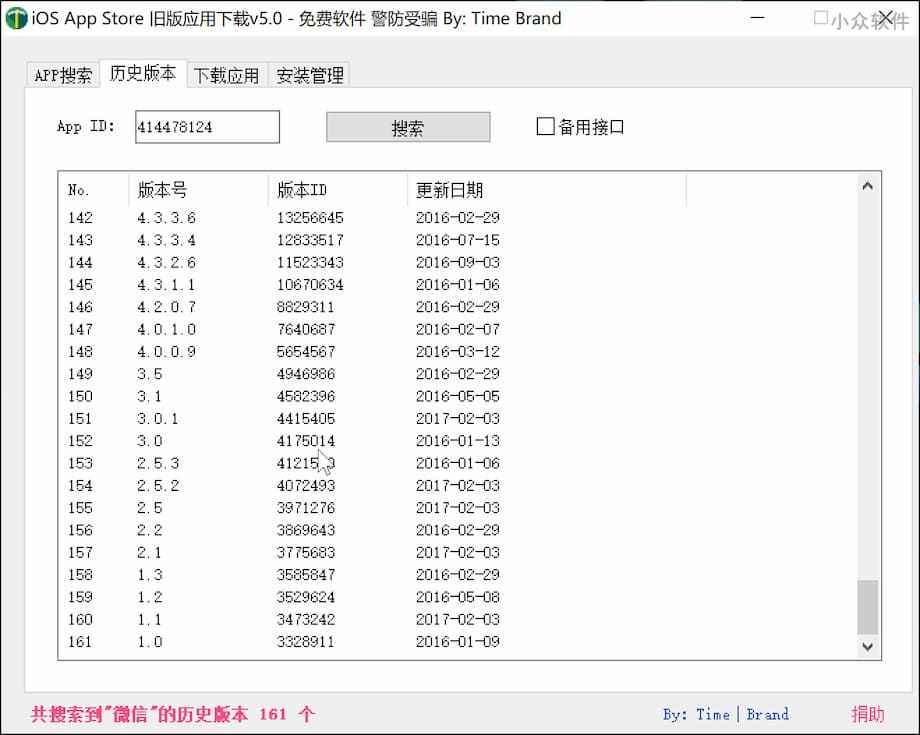 iOS App Store 旧版应用下载v5.0 - 免费软件 警防受骗 By: Time Brand
小众软件
APP搜索 历史版本 下载应用 安装管理
App ID: 414478124 搜索 备用接口
No. 版本号 版本ID 更新日期
142 4.3.3.6 13256645 2016-02-29
143 4.3.3.4 12833517 2016-07-15
144 4.3.2.6 11523343 2016-09-03
145 4.3.1.1 10670634 2016-01-06
146 4.2.0.7 8829311 2016-02-29
147 4.0.1.0 7640687 2016-02-07
148 4.0.0.9 5654567 2016-03-12
149 3.5 4946986 2016-02-29
150 3.1 4582396 2016-05-05
151 3.0.1 4415405 2017-02-03
152 3.0 4175014 2016-01-13
153 2.5.3 2016-01-06
154 2.5.2 4072493 2017-02-03
155 2.5 3971276 2017-02-03
156 2.2 3869643 2016-02-29
157 2.1 3775683 2017-02-03
158 1.3 3585847 2016-02-29
159 1.2 3529624 2016-05-08
160 1.1 3473242 2017-02-03
161 1.0 3328911 2016-01-09
共搜索到"微信"的历史版本 161 个 By: Time|Brand 捐助